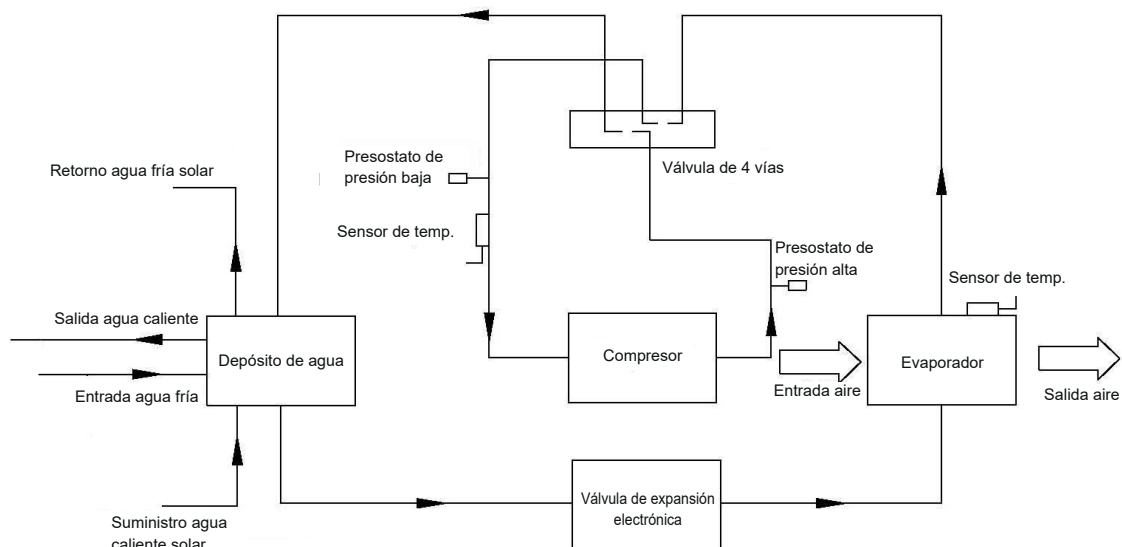 Válvula de 4 vías
Presostato de
presión baja
Retorno agua fría solar
Sensor de temp.
Presostato de
presión alta
Sensor de temp.
Salida agua caliente
Depósito de agua
Compresor
Evaporador
Entrada agua fría
Entrada aire
Salida aire
Válvula de expansión
electrónica
Suministro agua
caliente solar